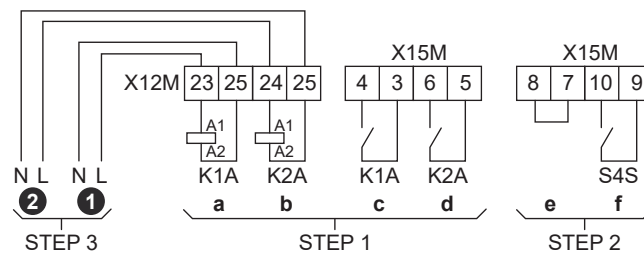 X15M X15M
X12M 23 25 24 25 4 3 6 5 8 7 10 9
A1 A1
A2 A2
N L N L K1A K2A K1A K2A S4S
2 1 a b c d e f
STEP 3 STEP 1 STEP 2